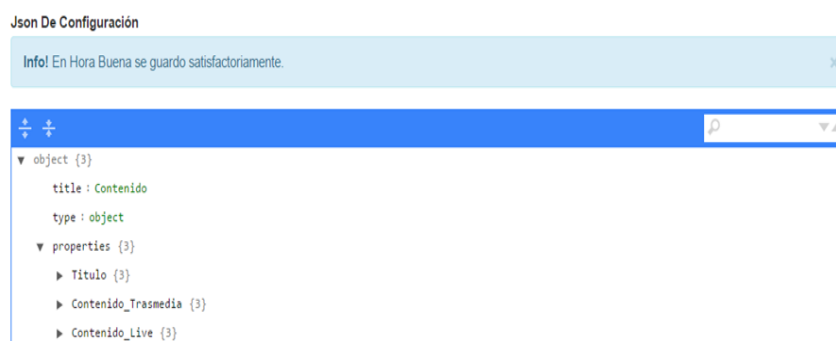 Json De Configuración
Info! En Hora Buena se guardo satisfactoriamente.
object {3}
title : Contenido
type : object
properties {3}
Titulo {3}
Contenido_Trasmedia {3}
Contenido_Live {3}